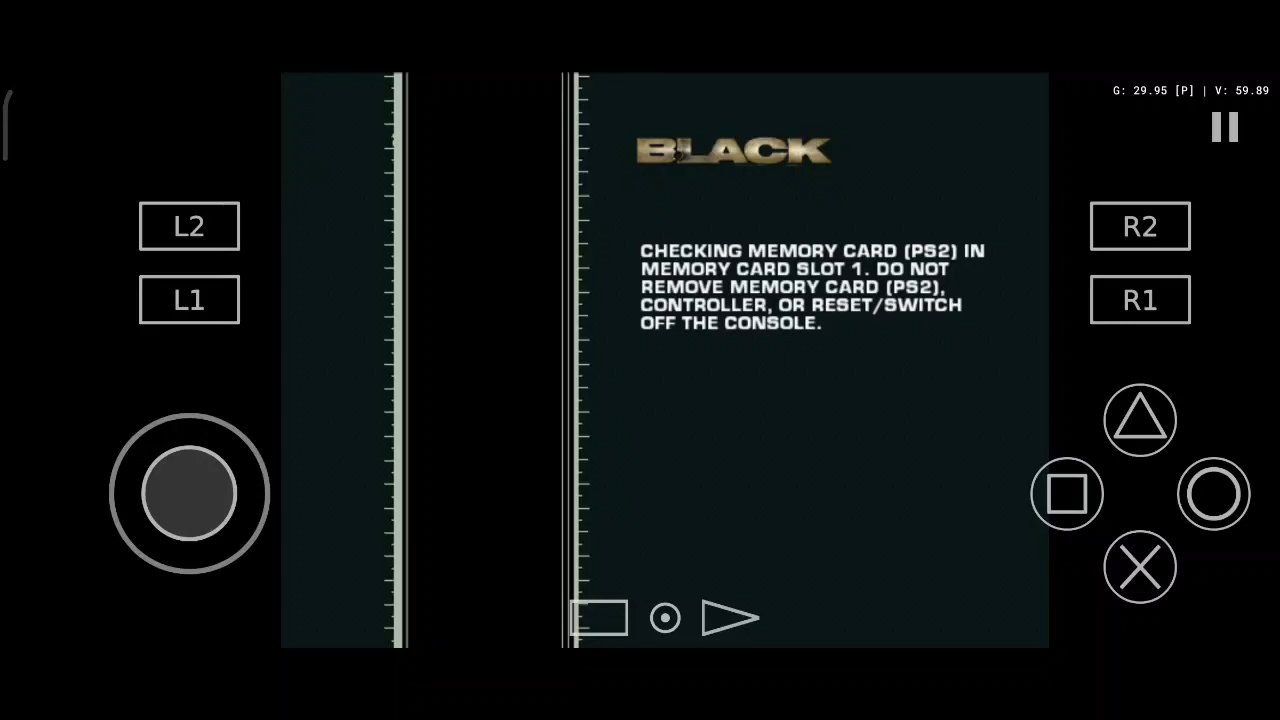 G: 29.95 [P] | V: 59.89
BLACK
L2
R2
CHECKING MEMORY CARD (PS2) IN
MEMORY CARD SLOT 1. DO NOT
REMOVE MEMORY CARD (PS2),
CONTROLLER, OR RESET/SWITCH
OFF THE CONSOLE.
L1
R1